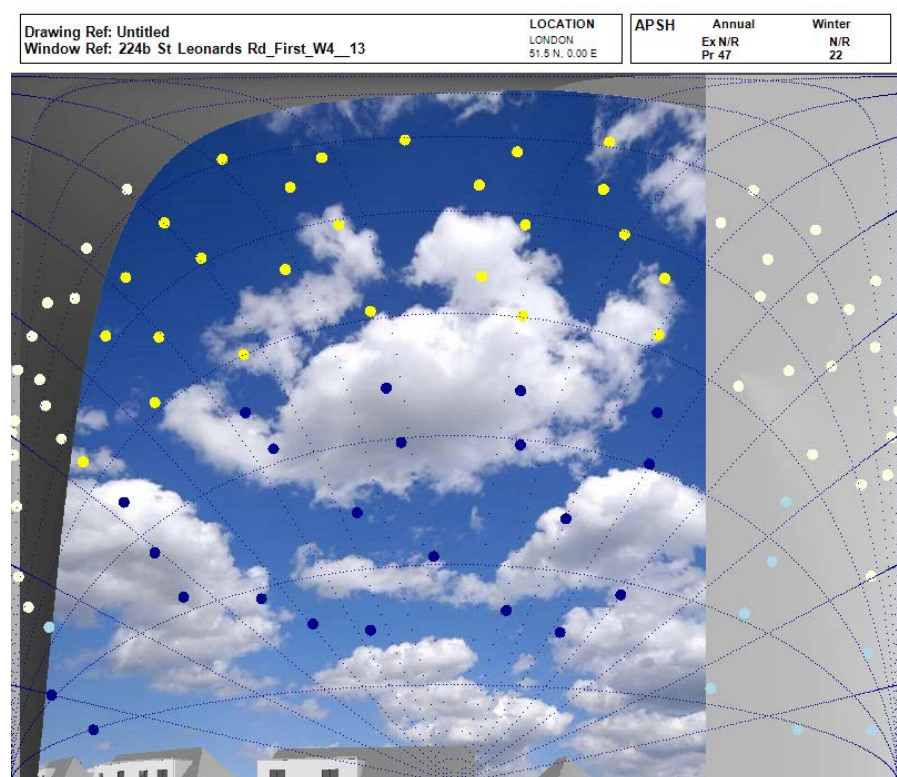 Drawing Ref: Untitled
Window Ref: 224b St Leonards Rd_First_W4__13
LOCATION
LONDON
51.5 N, 0.00 E
APSH Annual Winter
Ex N/R N/R
Pr 47 22